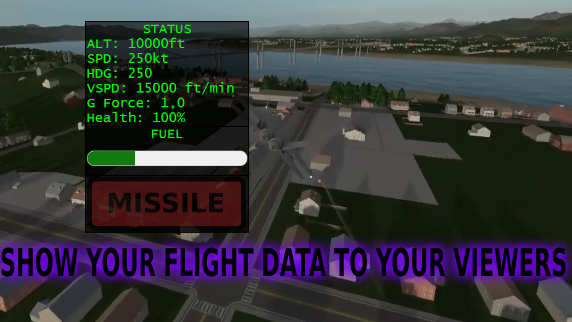 STATUS
ALT: 10000ft
SPD: 250kt
HDG: 250
VSPD: 15000 ft/min
G Force: 1,0
Health: 100%
FUEL
MISSILE
SHOW YOUR FLIGHT DATA TO YOUR VIEWERS